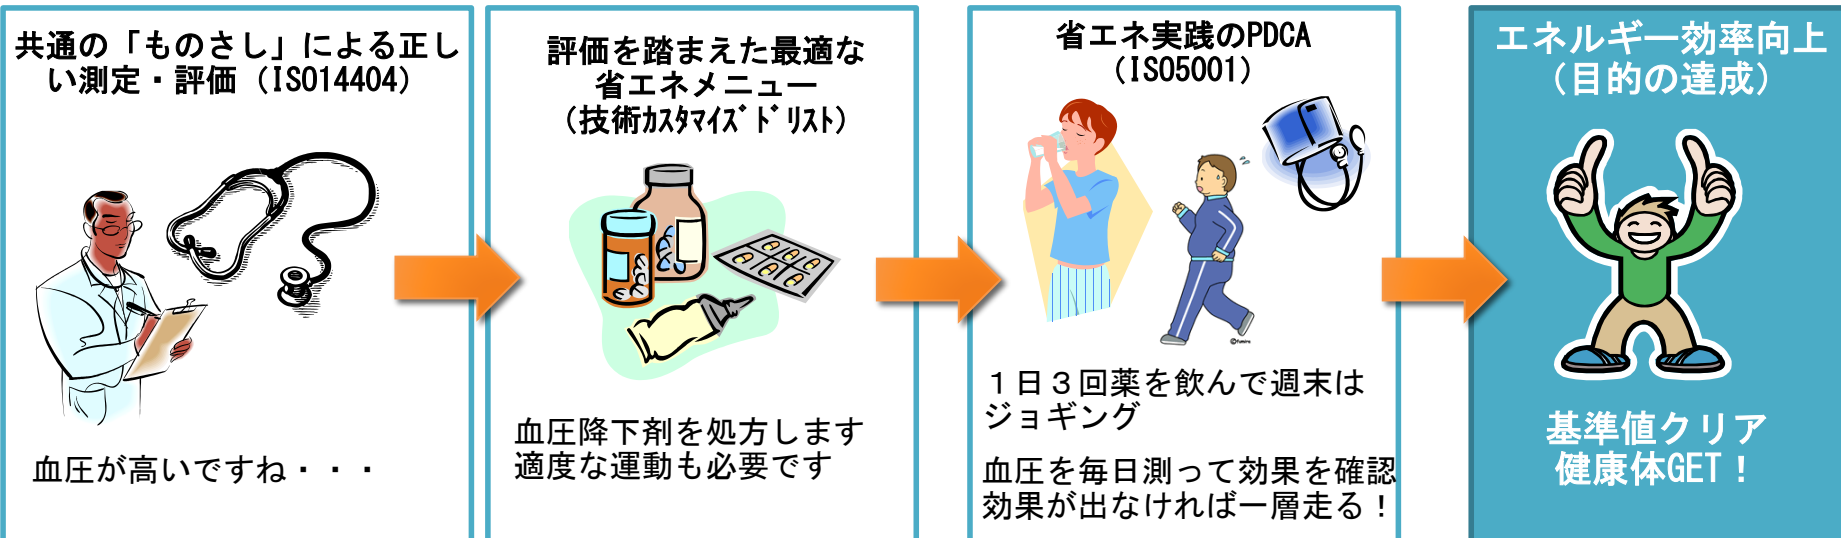 共通の「ものさし」による正し
い測定・評価（ISO14404）
血圧が高いですね・・・
評価を踏まえた最適な
省エネメニュー
（技術ｶｽﾀﾏｲｽﾞﾄﾞﾘｽﾄ）
血圧降下剤を処方します
適度な運動も必要です
省エネ実践のPDCA
（ISO5001）
©fumira
１日３回薬を飲んで週末は
ジョギング
血圧を毎日測って効果を確認
効果が出なければ一層走る！
エネルギー効率向上
（目的の達成）
基準値クリア
健康体GET！